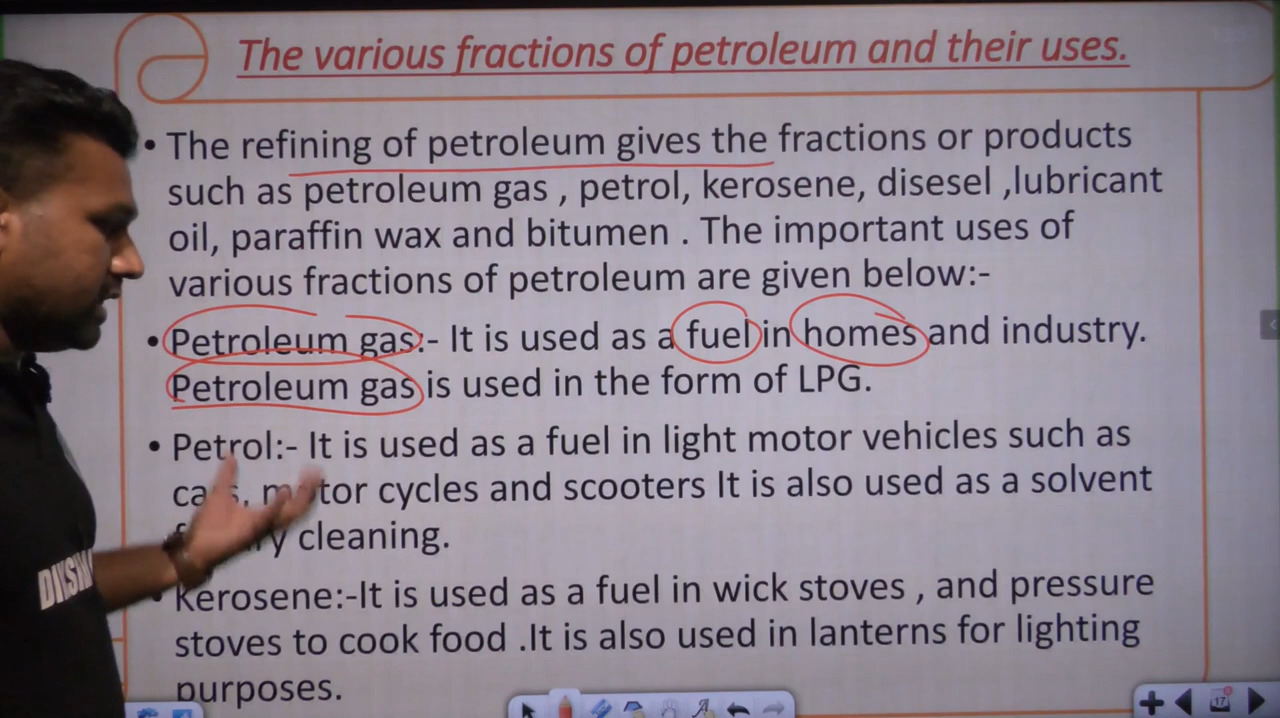 The various fractions of petroleum and their uses.
• The refining of petroleum gives the fractions or products
such as petroleum gas , petrol, kerosene, disesel ,lubricant
oil, paraffin wax and bitumen . The important uses of
various fractions of petroleum are given below:-
• Petroleum gas:- It is used as a fuel in homes and industry.
Petroleum gas is used in the form of LPG.
• Petrol:- It is used as a fuel in light motor vehicles such as
cars, motor cycles and scooters It is also used as a solvent
cleaning.
• Kerosene:-It is used as a fuel in wick stoves , and pressure
stoves to cook food .It is also used in lanterns for lighting
purposes.
17